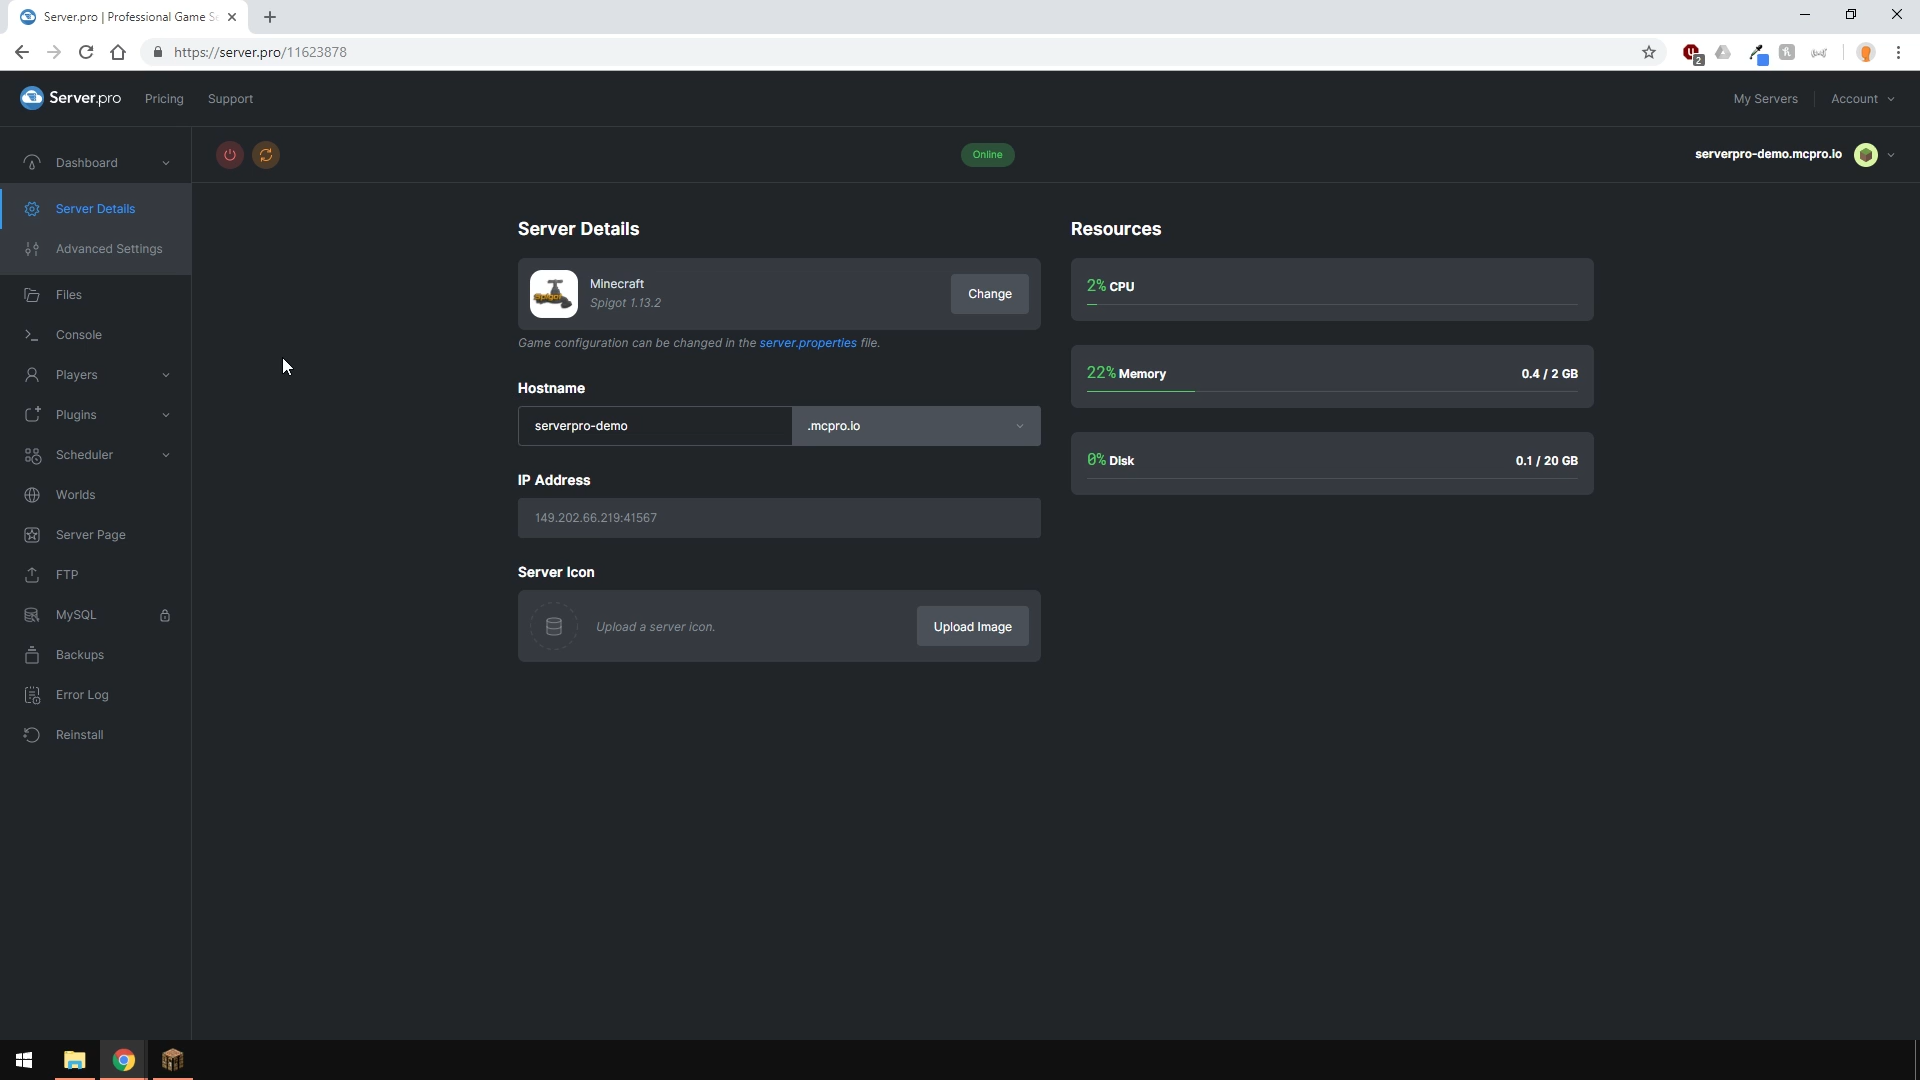 Server.pro | Professional Game Se
https://server.pro/11623878
2
Server.pro
Pricing
Support
My Servers
Account
Dashboard
Online
serverpro-demo.mcpro.io
Server Details
Advanced Settings
Files
Console
Players
Plugins
Scheduler
Worlds
Server Page
FTP
MySQL
Backups
Error Log
Reinstall
Server Details
Spigot
Minecraft
Spigot 1.13.2
Change
Game configuration can be changed in the server.properties file.
Hostname
serverpro-demo
.mcpro.io
IP Address
149.202.66.219:41567
Server Icon
Upload a server icon.
Upload Image
Resources
2% CPU
22% Memory
0.4 / 2 GB
0% Disk
0.1 / 20 GB